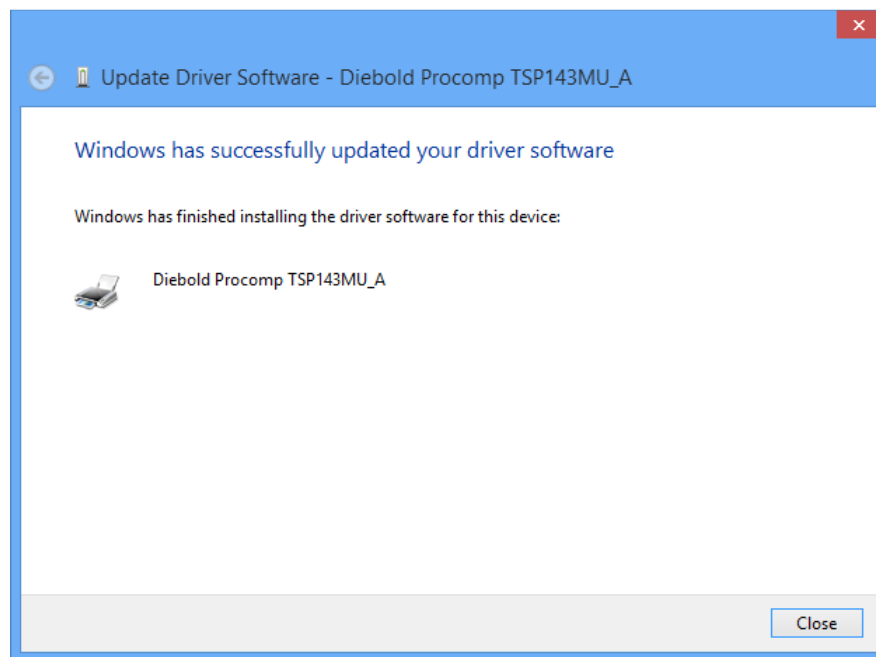 Update Driver Software - Diebold Procomp TSP143MU_A
Windows has successfully updated your driver software
Windows has finished installing the driver software for this device:
Diebold Procomp TSP143MU_A
Close